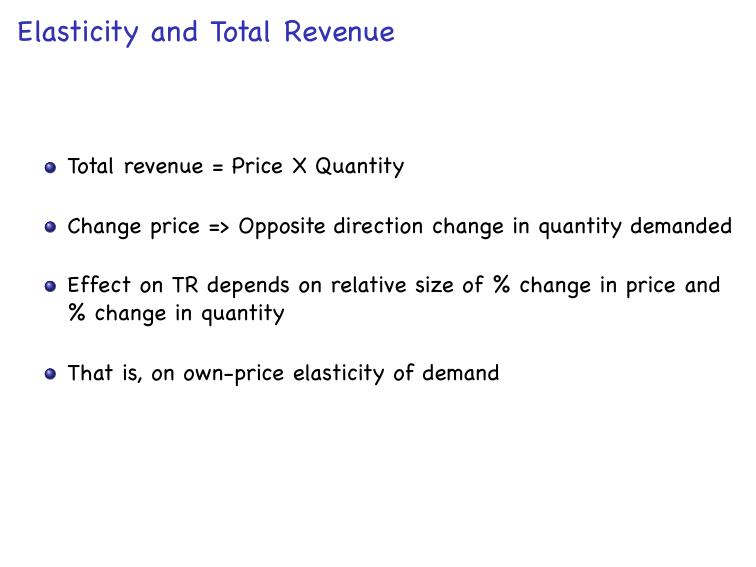 Elasticity and Total Revenue
Total revenue = Price X Quantity
Change price => Opposite direction change in quantity demanded
Effect on TR depends on relative size of % change in price and
% change in quantity
That is, on own-price elasticity of demand